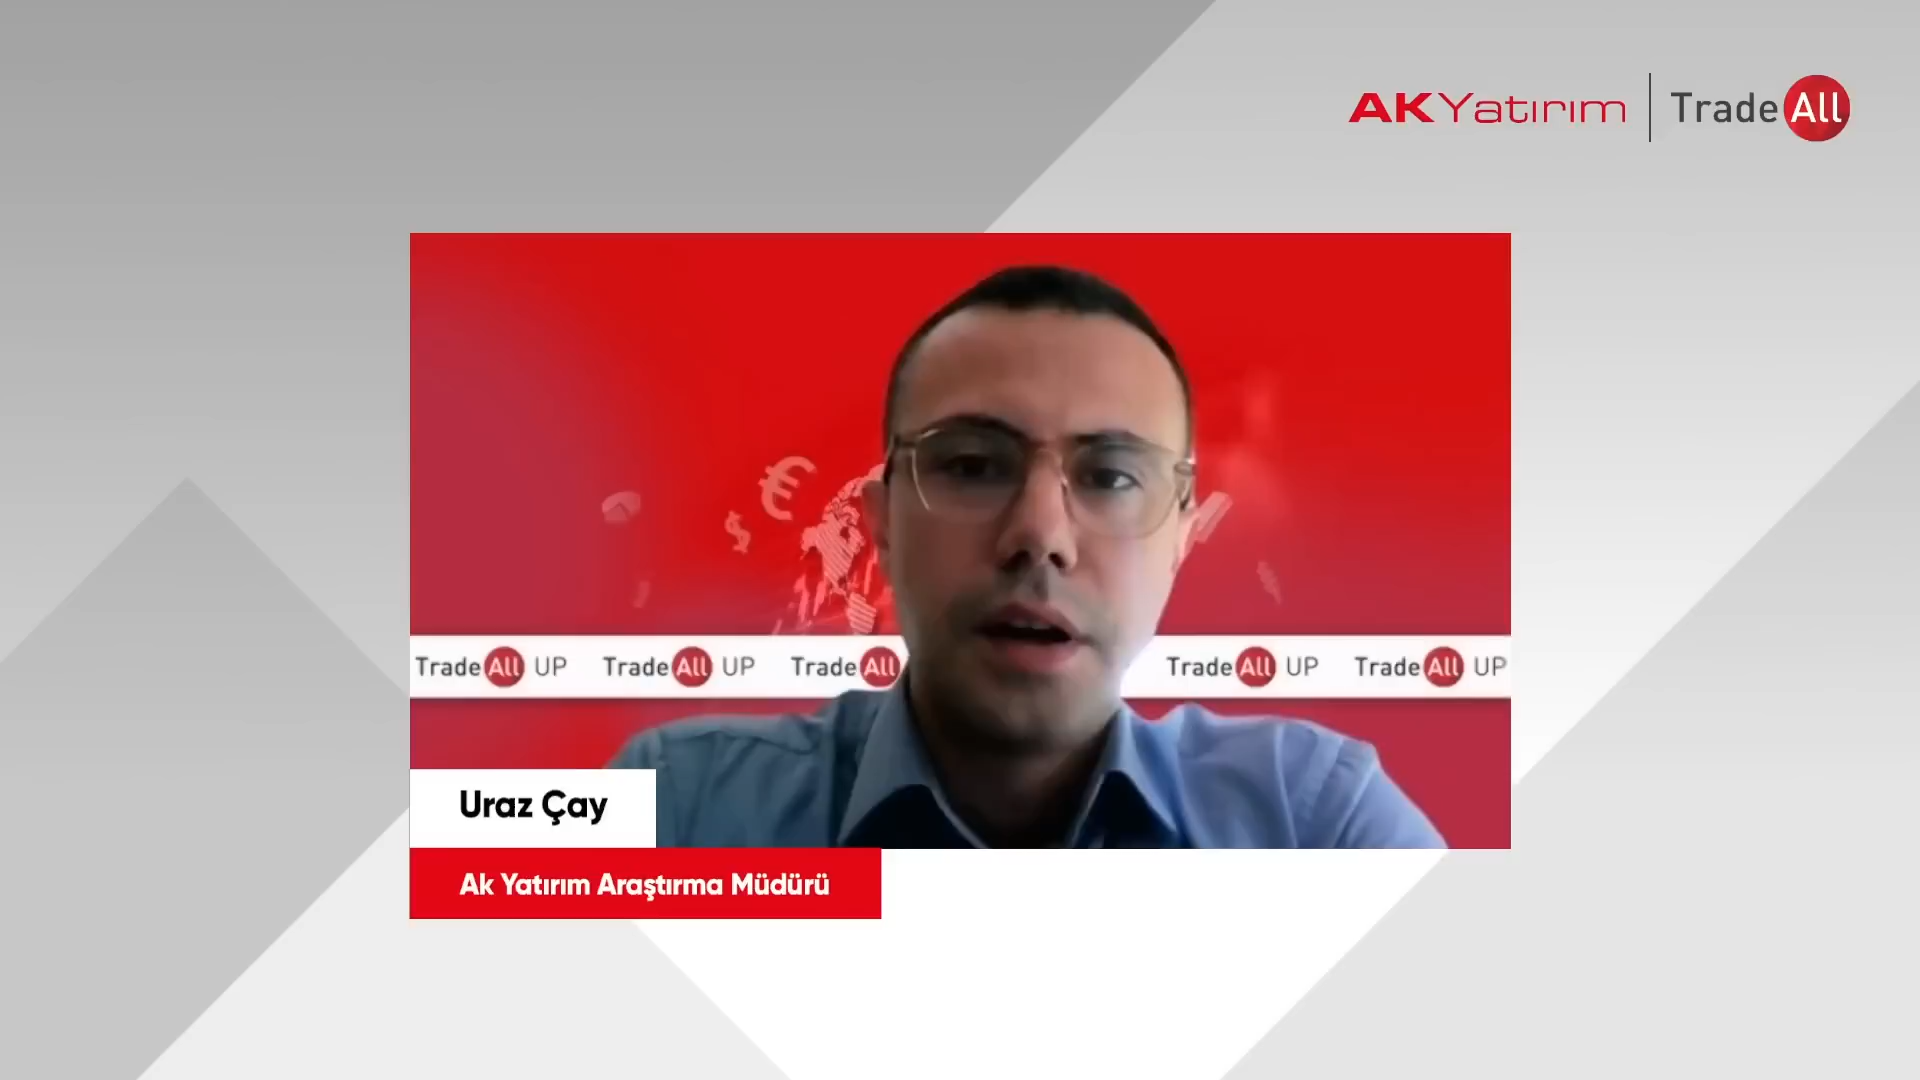 AKYatırım | TradeAll
€
$
TradeAll UP TradeAll UP TradeAll TradeAll UP TradeAll UP
Uraz Çay
Ak Yatırım Araştırma Müdürü